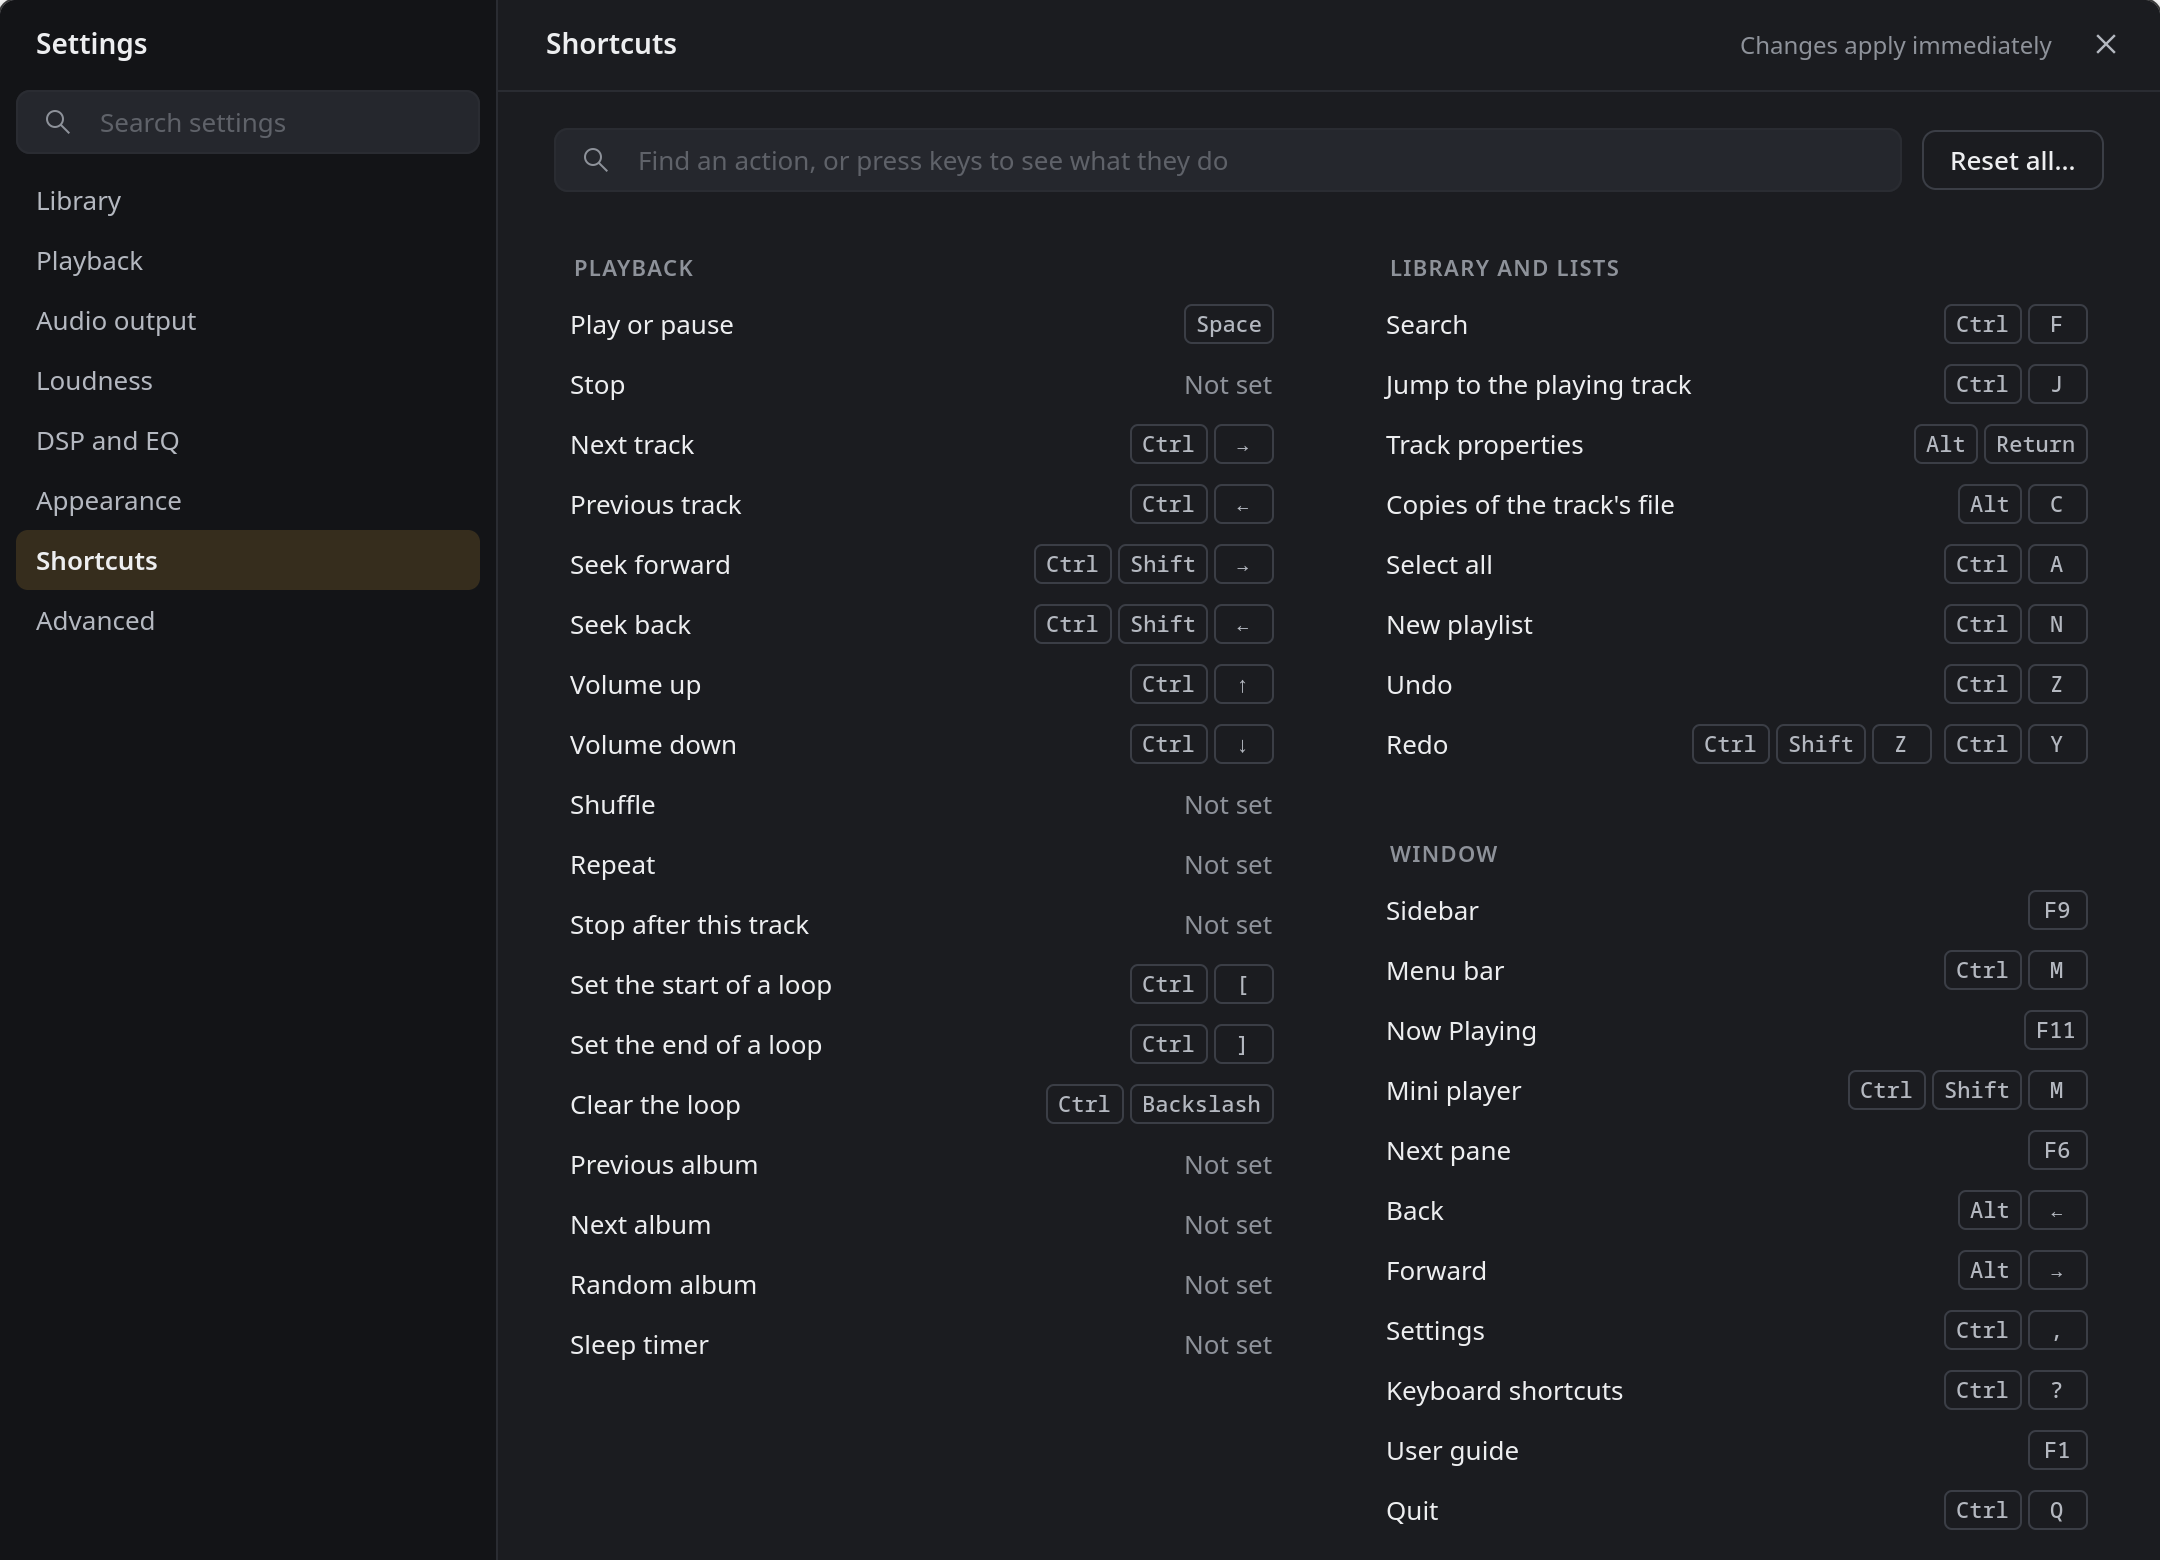 Settings
Search settings
Library
Playback
Audio output
Loudness
DSP and EQ
Appearance
Shortcuts
Advanced
Shortcuts
Changes apply immediately
Find an action, or press keys to see what they do
Reset all...
PLAYBACK
Play or pause Space
Stop Not set
Next track Ctrl →
Previous track Ctrl ←
Seek forward Ctrl Shift →
Seek back Ctrl Shift ←
Volume up Ctrl ↑
Volume down Ctrl ↓
Shuffle Not set
Repeat Not set
Stop after this track Not set
Set the start of a loop Ctrl [
Set the end of a loop Ctrl ]
Clear the loop Ctrl Backslash
Previous album Not set
Next album Not set
Random album Not set
Sleep timer Not set
LIBRARY AND LISTS
Search Ctrl F
Jump to the playing track Ctrl J
Track properties Alt Return
Copies of the track's file Alt C
Select all Ctrl A
New playlist Ctrl N
Undo Ctrl Z
Redo Ctrl Shift Z Ctrl Y
WINDOW
Sidebar F9
Menu bar Ctrl M
Now Playing F11
Mini player Ctrl Shift M
Next pane F6
Back Alt ←
Forward Alt →
Settings Ctrl ,
Keyboard shortcuts Ctrl ?
User guide F1
Quit Ctrl Q